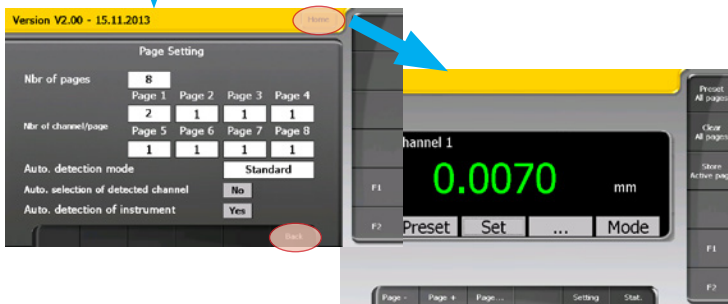 Version V2.00 - 15.11.2013
Home
Page Setting
Nbr of pages 8
Page 1 Page 2 Page 3 Page 4
2 1 1 1
Nbr of channel/page
Page 5 Page 6 Page 7 Page 8
1 1 1 1
Auto. detection mode Standard
Auto. selection of detected channel No
Auto. detection of instrument Yes
Back
F1
F2
hannel 1
0.0070 mm
Preset Set ... Mode
Preset
All pages
Clear
All pages
Store
Active pag
F1
F2
Page - Page + Page... Setting Stat.